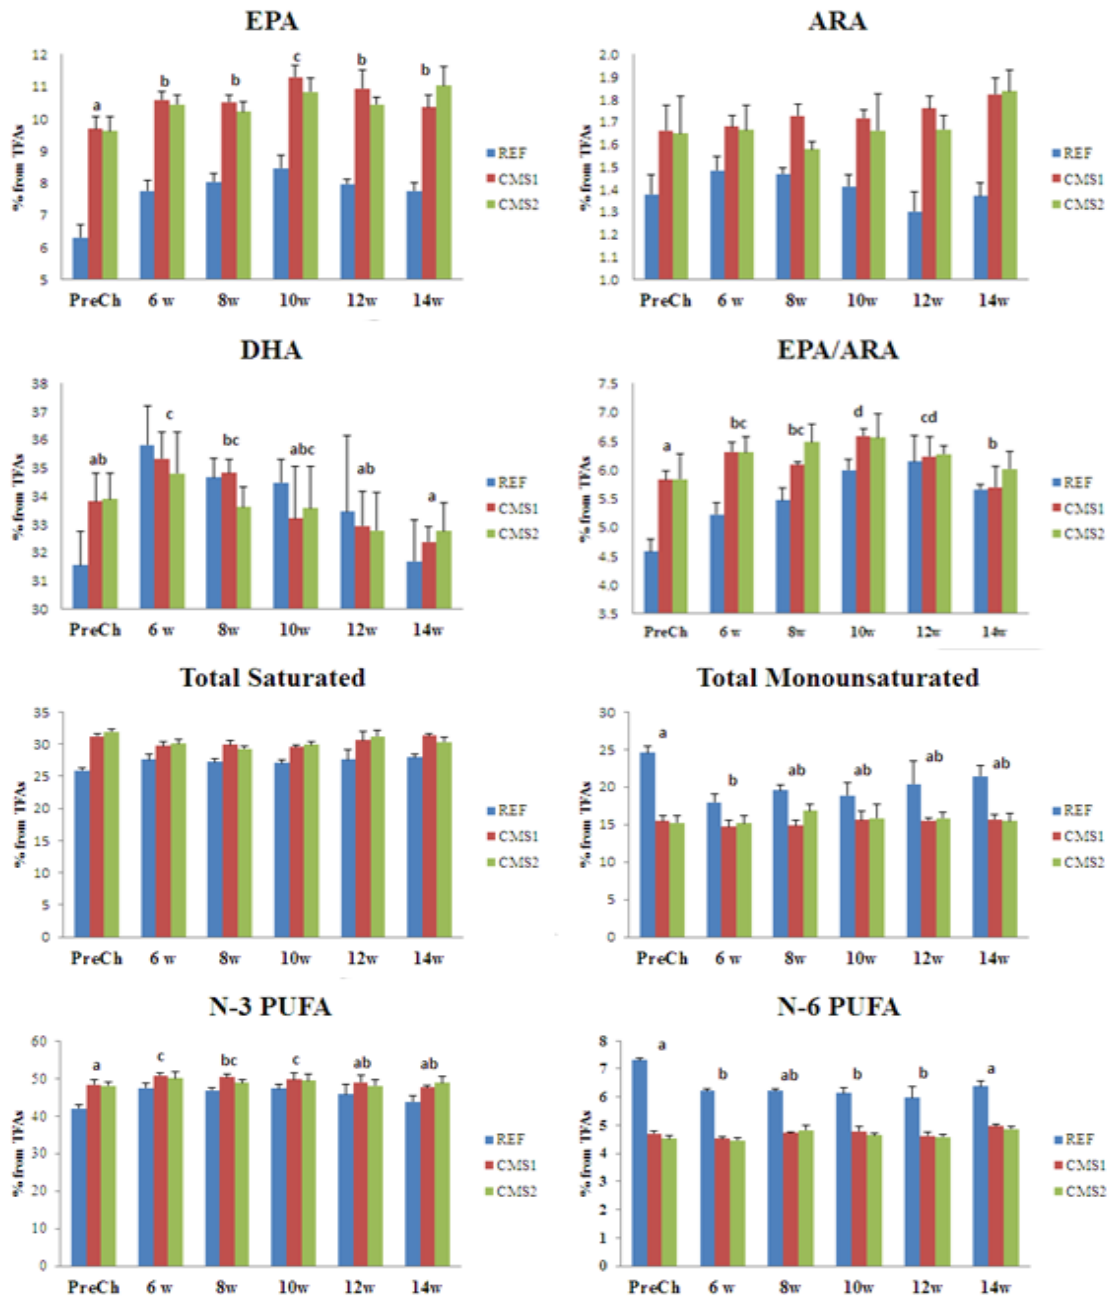 EPA
12
11
10
9
8
7
6
5
% from TFAs
a
b
b
c
b
b
PreCh 6 w 8w 10w 12w 14w
REF
CMS1
CMS2
ARA
2.0
1.9
1.8
1.7
1.6
1.5
1.4
1.3
1.2
1.1
1.0
% from TFAs
PreCh 6w 8w 10w 12w 14w
REF
CMS1
CMS2
DHA
38
37
36
35
34
33
32
31
30
% from TFAs
ab
c
bc
abc
ab
a
PreCh 6 w 8w 10w 12w 14w
REF
CMS1
CMS2
EPA/ARA
7.5
7.0
6.5
6.0
5.5
5.0
4.5
4.0
3.5
% from TFAs
a
bc
bc
d
cd
b
PreCh 6w 8w 10w 12w 14w
REF
CMS1
CMS2
Total Saturated
35
30
25
20
15
10
5
0
% from TFAs
PreCh 6 w 8w 10w 12w 14w
REF
CMS1
CMS2
Total Monounsaturated
30
25
20
15
10
5
0
% from TFAs
a
b
ab
ab
ab
ab
PreCh 6 w 8w 10w 12w 14w
REF
CMS1
CMS2
N-3 PUFA
60
50
40
30
20
10
0
% from TFAs
a
c
bc
c
ab
ab
PreCh 6 w 8w 10w 12w 14w
REF
CMS1
CMS2
N-6 PUFA
8
7
6
5
4
3
2
1
0
% from TFAs
a
b
ab
b
b
a
PreCh 6 w 8w 10w 12w 14w
REF
CMS1
CMS2